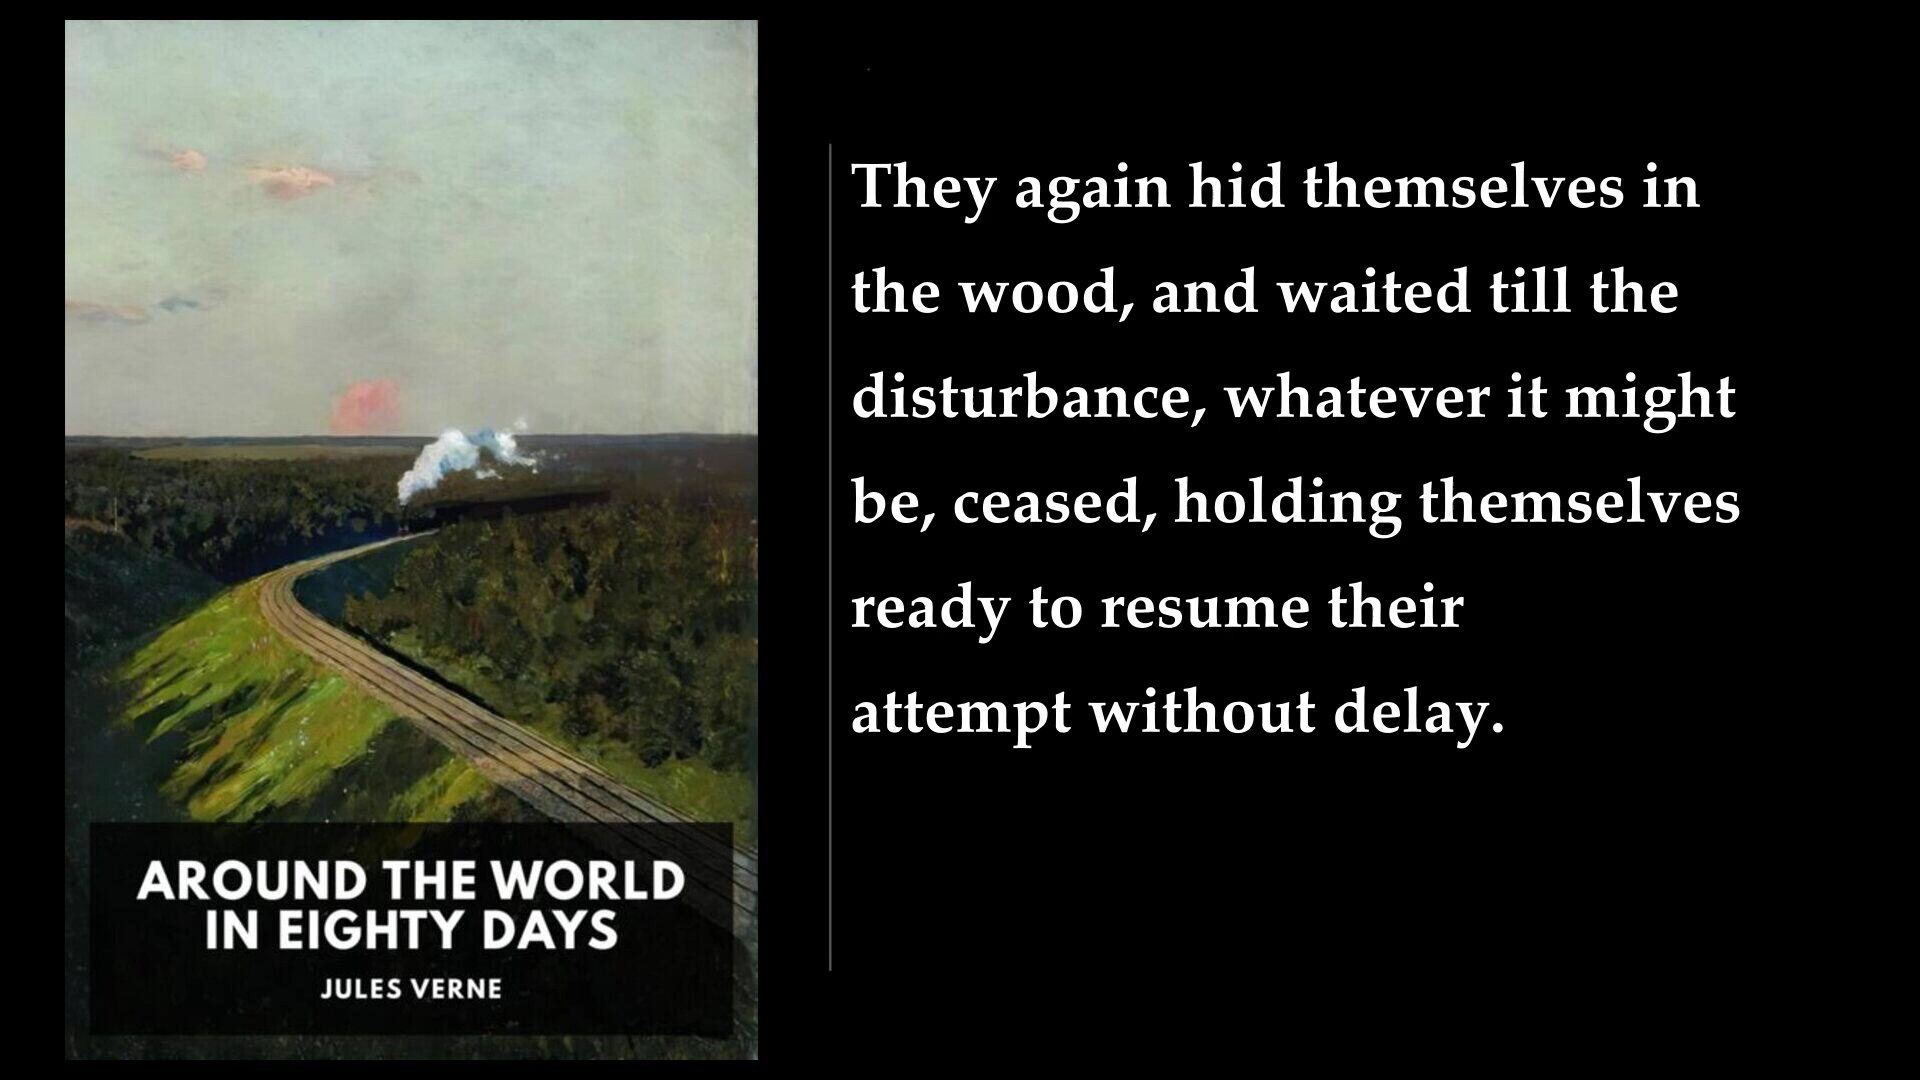 They again hid themselves in
the wood, and waited till the
disturbance, whatever it might
be, ceased, holding themselves
ready to resume their
attempt without delay.
AROUND THE WORLD
IN EIGHTY DAYS
JULES VERNE